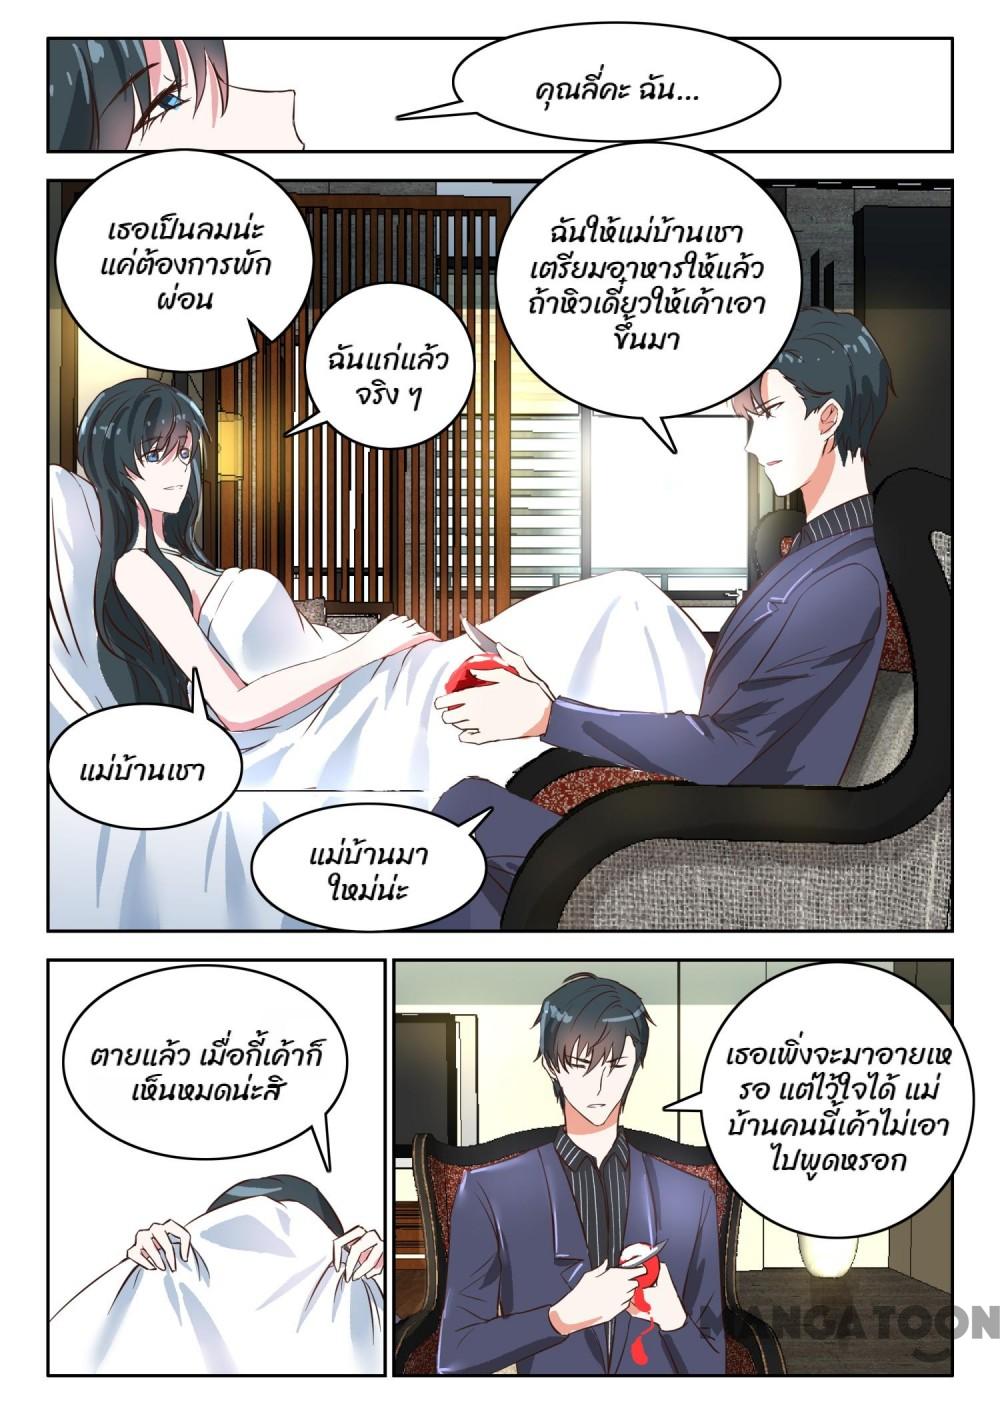 คุณลี่คะ ฉัน...
เธอเป็นลมน่ะ
แค่ต้องการพัก
ผ่อน
ฉันให้แม่บ้านเชา
เตรียมอาหารให้แล้ว
ถ้าหิวเดี๋ยวให้เค้าเอา
ขึ้นมา
ฉันแก่แล้ว
จริง ๆ
แม่บ้านเชา
แม่บ้านมา
ใหม่น่ะ
ตายแล้ว เมื่อกี้เค้าก็
เห็นหมดน่ะสิ
เธอเพิ่งจะมาอายเห
รอ แต่ไว้ใจได้ แม่
บ้านคนนี้เค้าไม่เอา
ไปพูดหรอก
MANGATOON